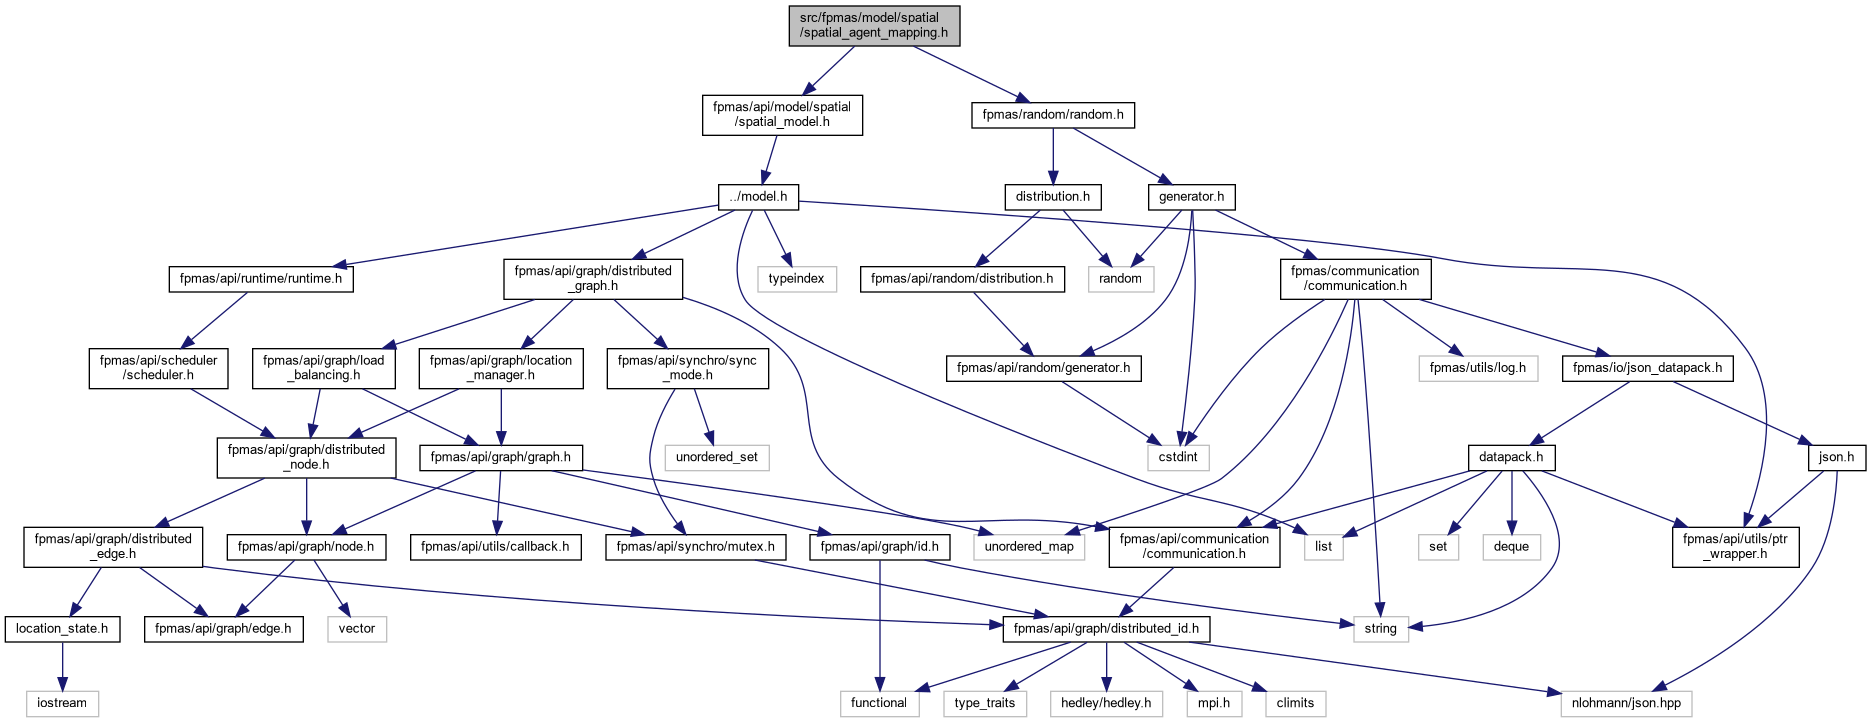 src/fpmas/model/spatial
/spatial_agent_mapping.h
fpmas/api/model/spatial
/spatial_model.h
fpmas/random/random.h
../model.h
distribution.h
generator.h
fpmas/api/runtime/runtime.h
fpmas/api/graph/distributed
_graph.h
typeindex
fpmas/api/random/distribution.h
random
fpmas/communication
/communication.h
fpmas/api/scheduler
/scheduler.h
fpmas/api/graph/load
_balancing.h
fpmas/api/graph/location
_manager.h
fpmas/api/synchro/sync
_mode.h
fpmas/api/random/generator.h
fpmas/utils/log.h
fpmas/io/json_datapack.h
fpmas/api/graph/distributed
_node.h
fpmas/api/graph/graph.h
unordered_set
cstdint
datapack.h
json.h
fpmas/api/graph/distributed
_edge.h
fpmas/api/graph/node.h
fpmas/api/utils/callback.h
fpmas/api/synchro/mutex.h
fpmas/api/graph/id.h
unordered_map
fpmas/api/communication
/communication.h
list
set
deque
fpmas/api/utils/ptr
_wrapper.h
location_state.h
fpmas/api/graph/edge.h
vector
fpmas/api/graph/distributed_id.h
string
iostream
functional
type_traits
hedley/hedley.h
mpi.h
climits
nlohmann/json.hpp